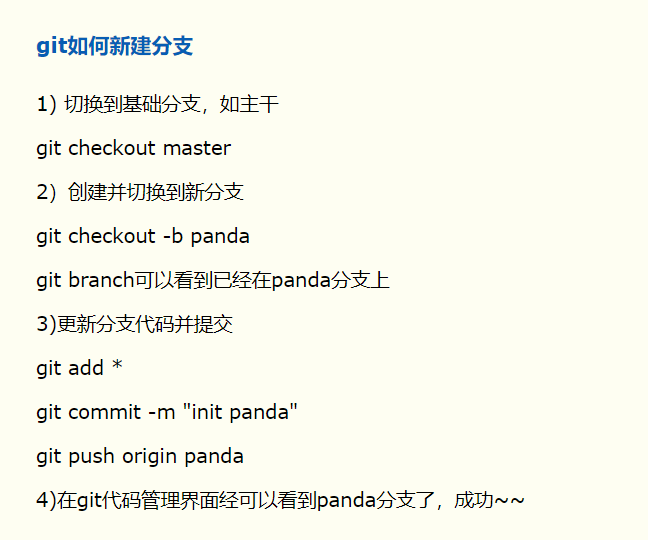 git如何新建分支
1) 切换到基础分支，如主干
git checkout master
2）创建并切换到新分支
git checkout -b panda
git branch可以看到已经在panda分支上
3)更新分支代码并提交
git add *
git commit -m "init panda"
git push origin panda
4)在git代码管理界面经可以看到panda分支了，成功~~